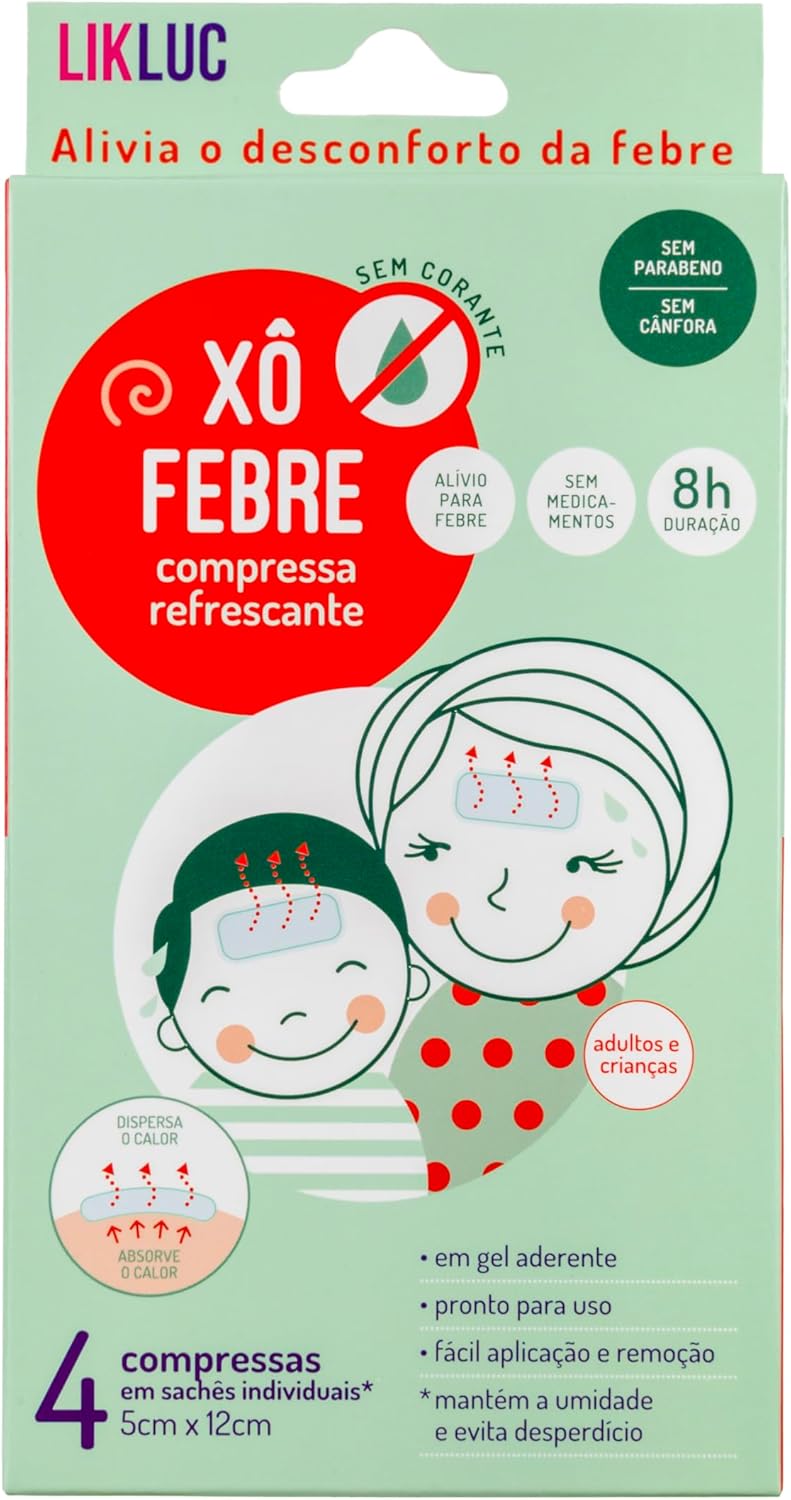 LIKLUC
Alivia o desconforto da febre
SEM
PARABENO
SEM
CÂNFORA
SEM CORANTE
XÔ
FEBRE
compressa
refrescante
ALÍVIO
PARA
FEBRE
SEM
MEDICA-
MENTOS
8h
DURAÇÃO
adultos e
crianças
DISPERSA
O CALOR
ABSORVE
O CALOR
4 compressas
em sachês individuais*
5cm x 12cm
• em gel aderente
• pronto para uso
• fácil aplicação e remoção
*mantém a umidade
e evita desperdício